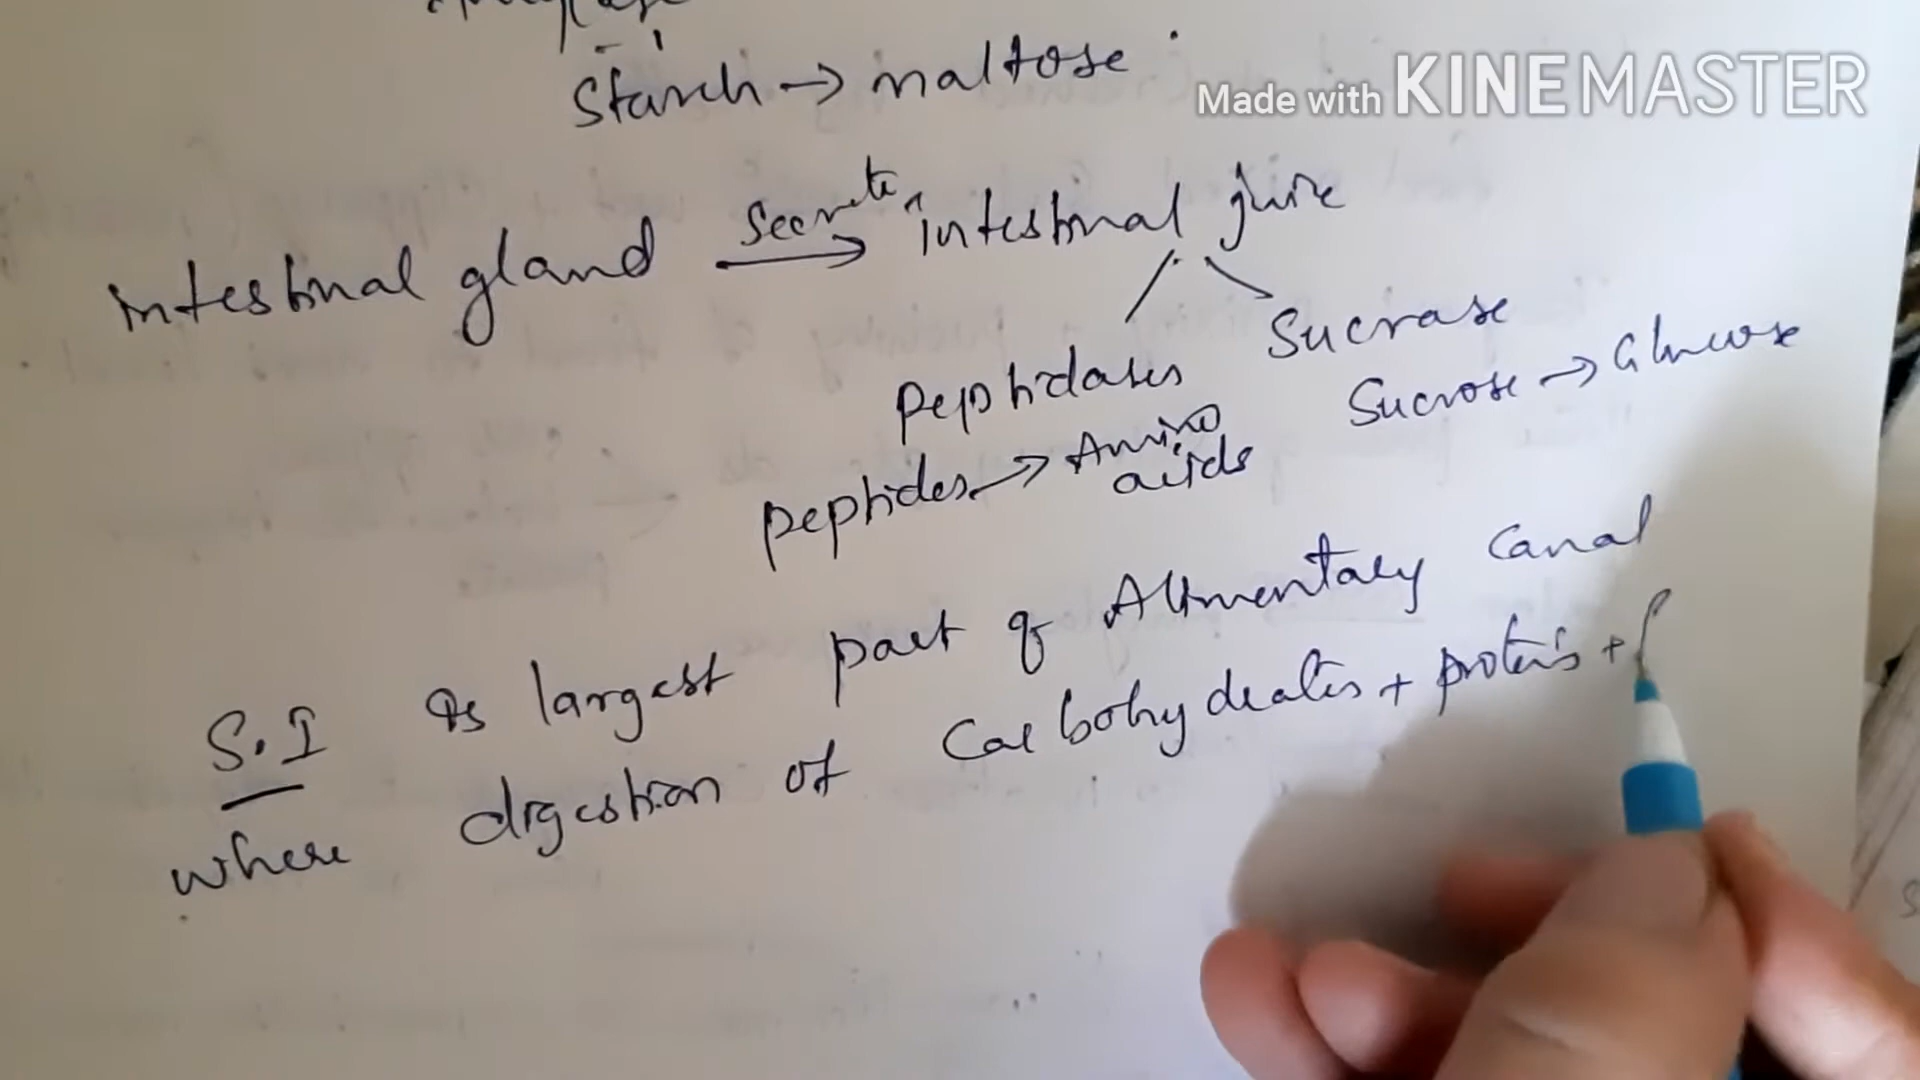 Starch → maltose
Made with KINEMASTER
intestinal gland secrete → intestinal juice
Peptidases Sucrase
Peptides → Amino acids Sucrose → Glucose
S.I is largest part of Alimentary canal
where digestion of Carbohydrates + proteins +